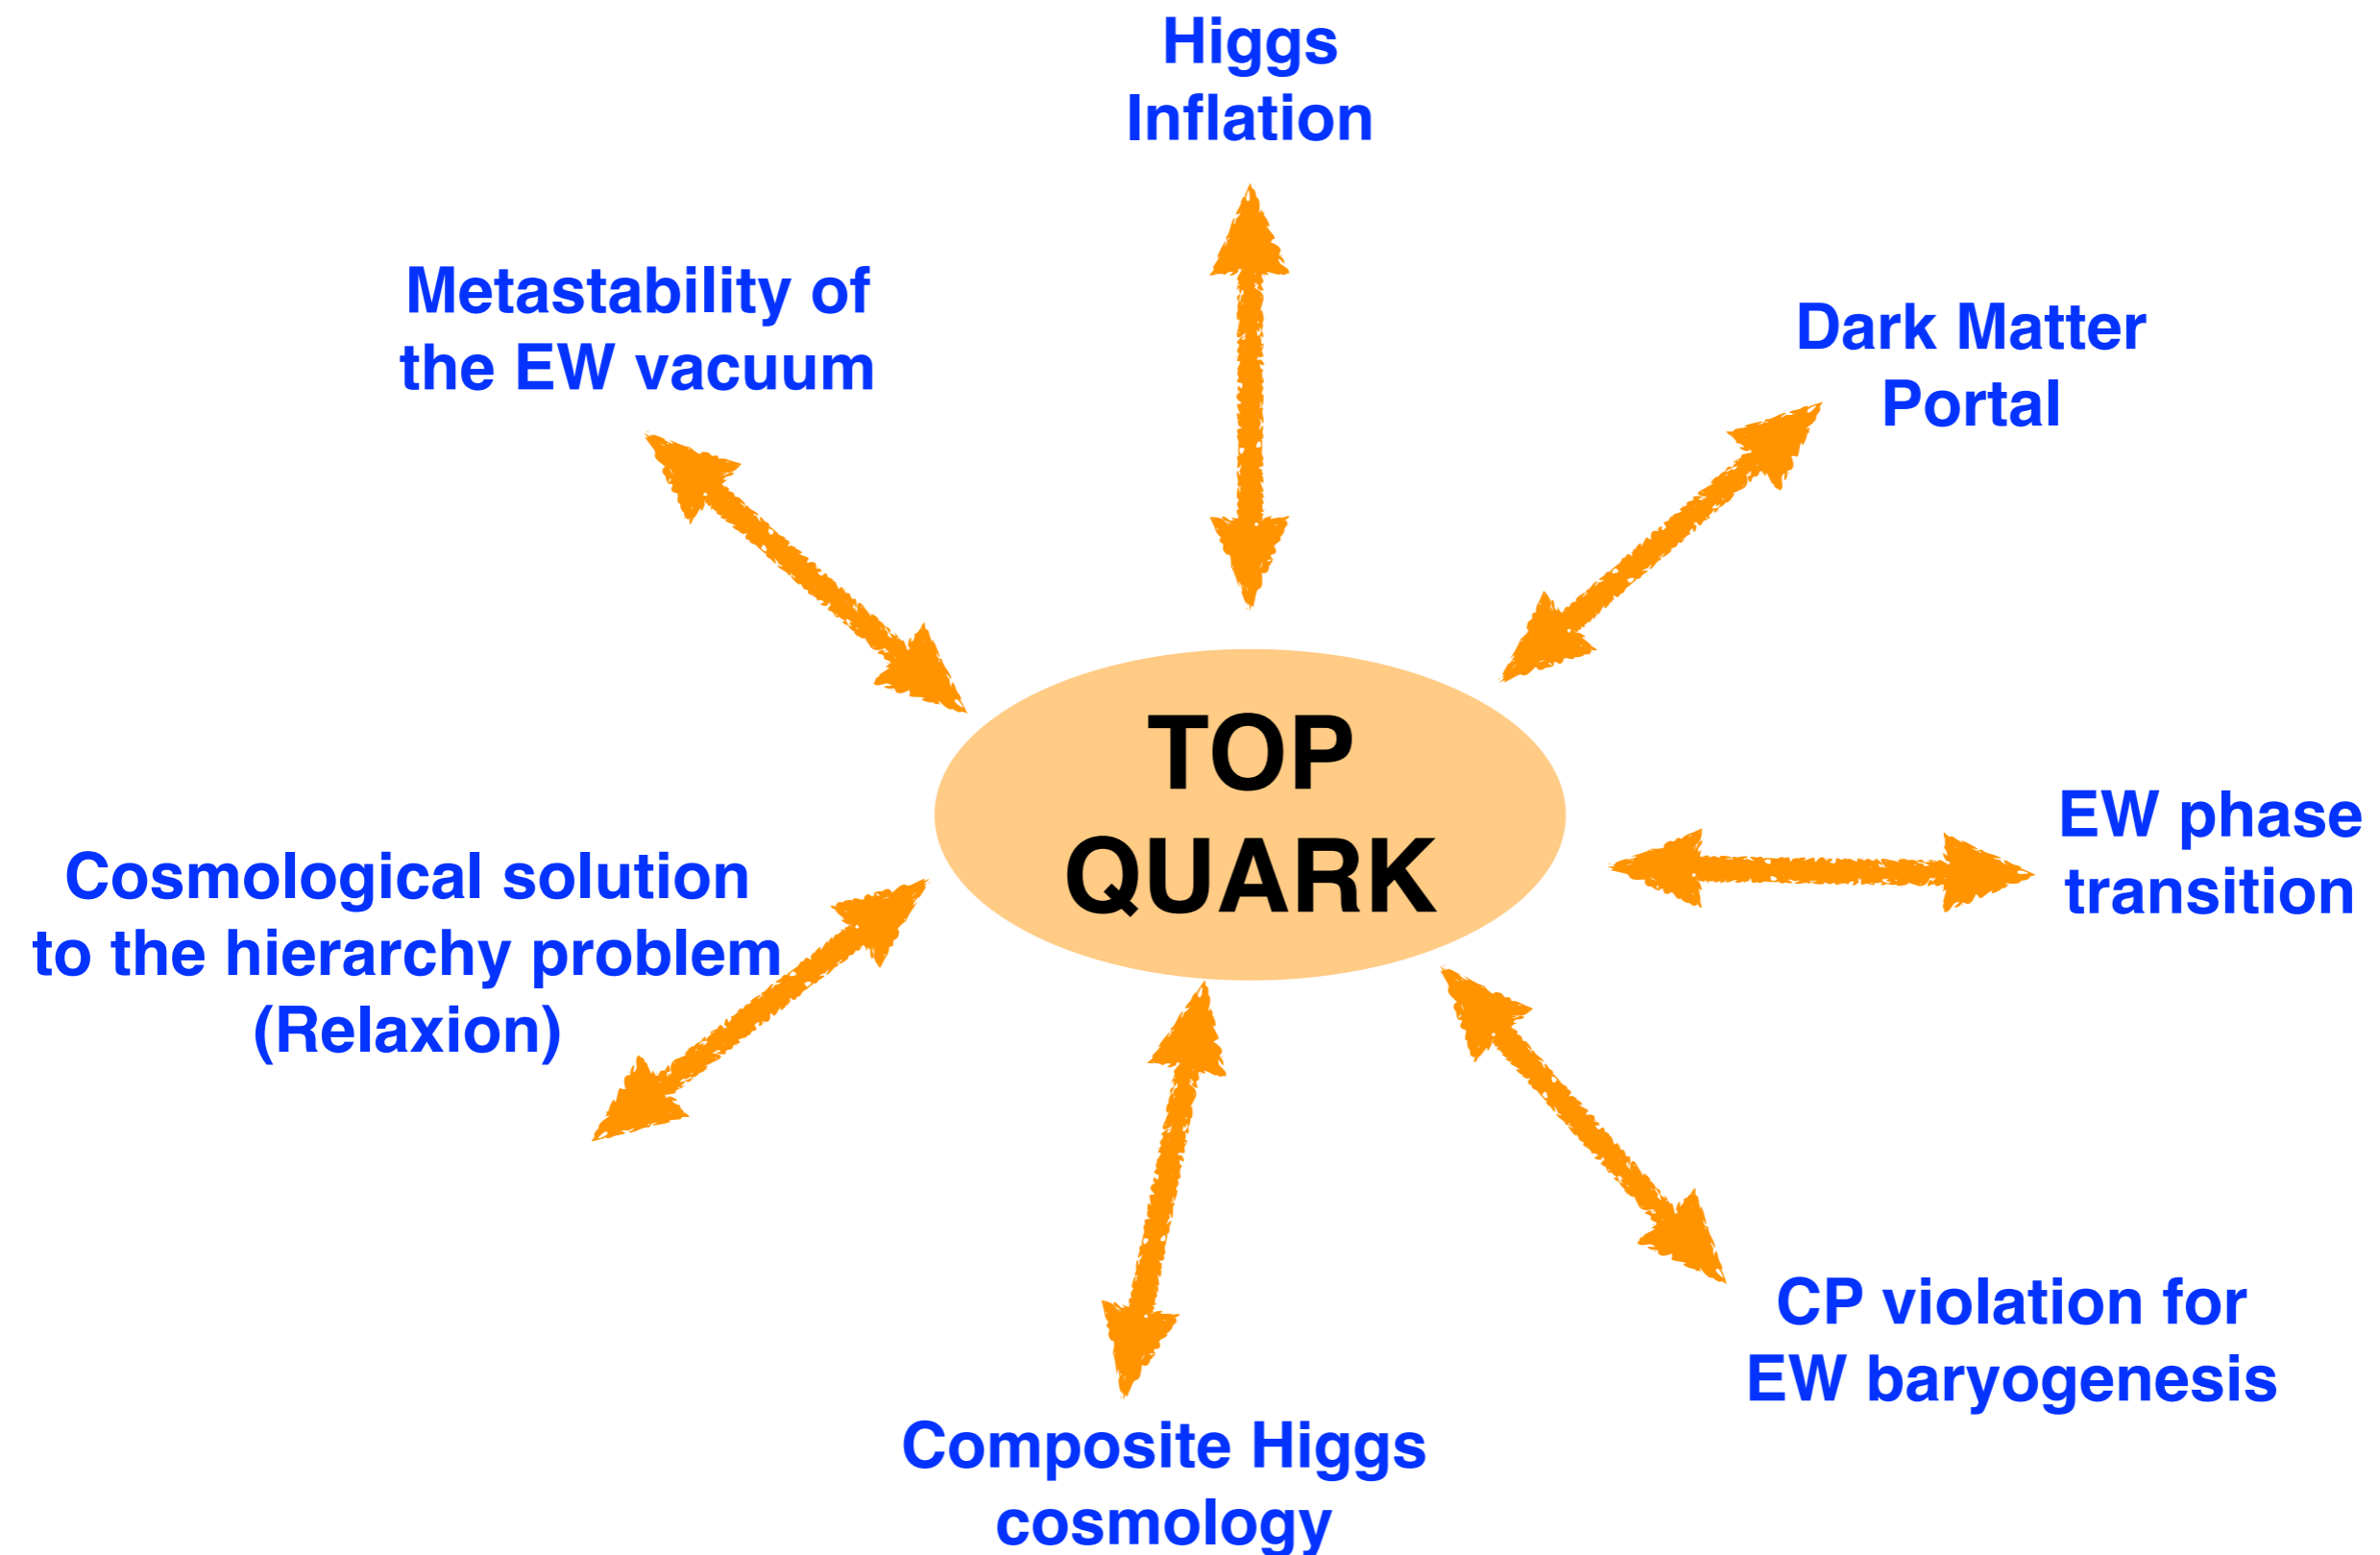 Higgs
Inflation
Metastability of
the EW vacuum
Dark Matter
Portal
TOP
QUARK
EW phase
transition
Cosmological solution
to the hierarchy problem
(Relaxion)
CP violation for
EW baryogenesis
Composite Higgs
cosmology